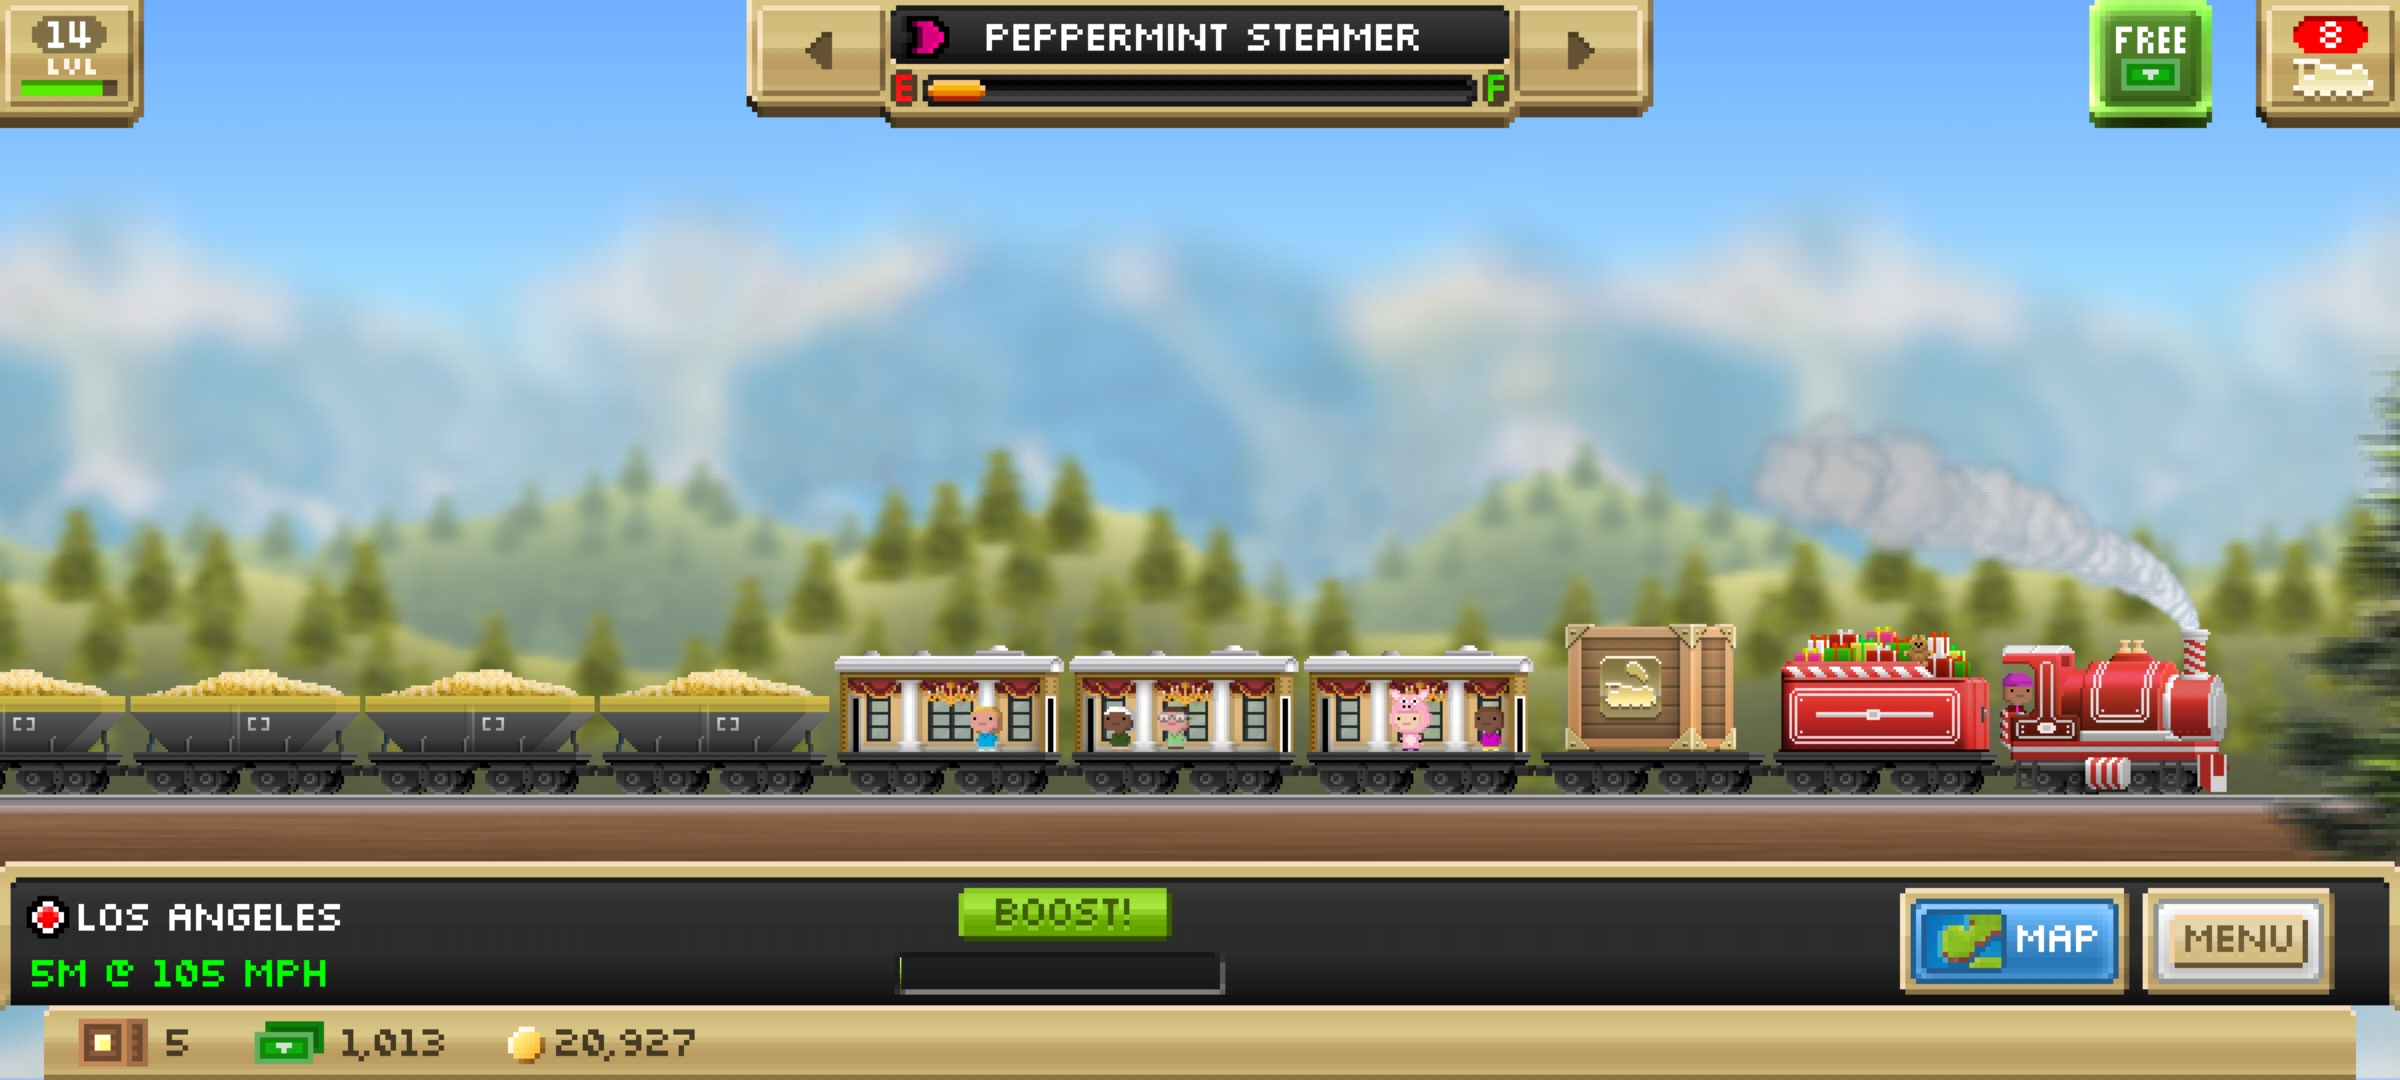 14
LVL
PEPPERMINT STEAMER
E F
FREE
8
LOS ANGELES
5M @ 105 MPH
BOOST!
MAP
MENU
5
1,013
20,927